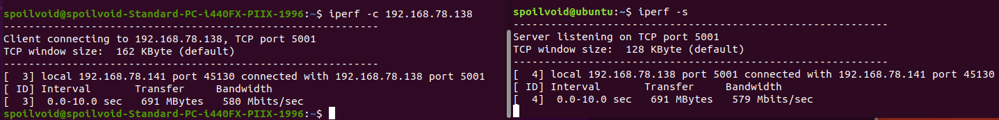 spoilvoid@spoilvoid-Standard-PC-i440FX-PIIX-1996:~$ iperf -c 192.168.78.138
------------------------------------------------------------
Client connecting to 192.168.78.138, TCP port 5001
TCP window size:  162 KByte (default)
------------------------------------------------------------
[  3] local 192.168.78.141 port 45130 connected with 192.168.78.138 port 5001
[ ID] Interval       Transfer     Bandwidth
[  3]  0.0-10.0 sec   691 MBytes   580 Mbits/sec
spoilvoid@spoilvoid-Standard-PC-i440FX-PIIX-1996:~$
spoilvoid@ubuntu:~$ iperf -s
------------------------------------------------------------
Server listening on TCP port 5001
TCP window size:  128 KByte (default)
------------------------------------------------------------
[  4] local 192.168.78.138 port 5001 connected with 192.168.78.141 port 45130
[ ID] Interval       Transfer     Bandwidth
[  4]  0.0-10.0 sec   691 MBytes   579 Mbits/sec